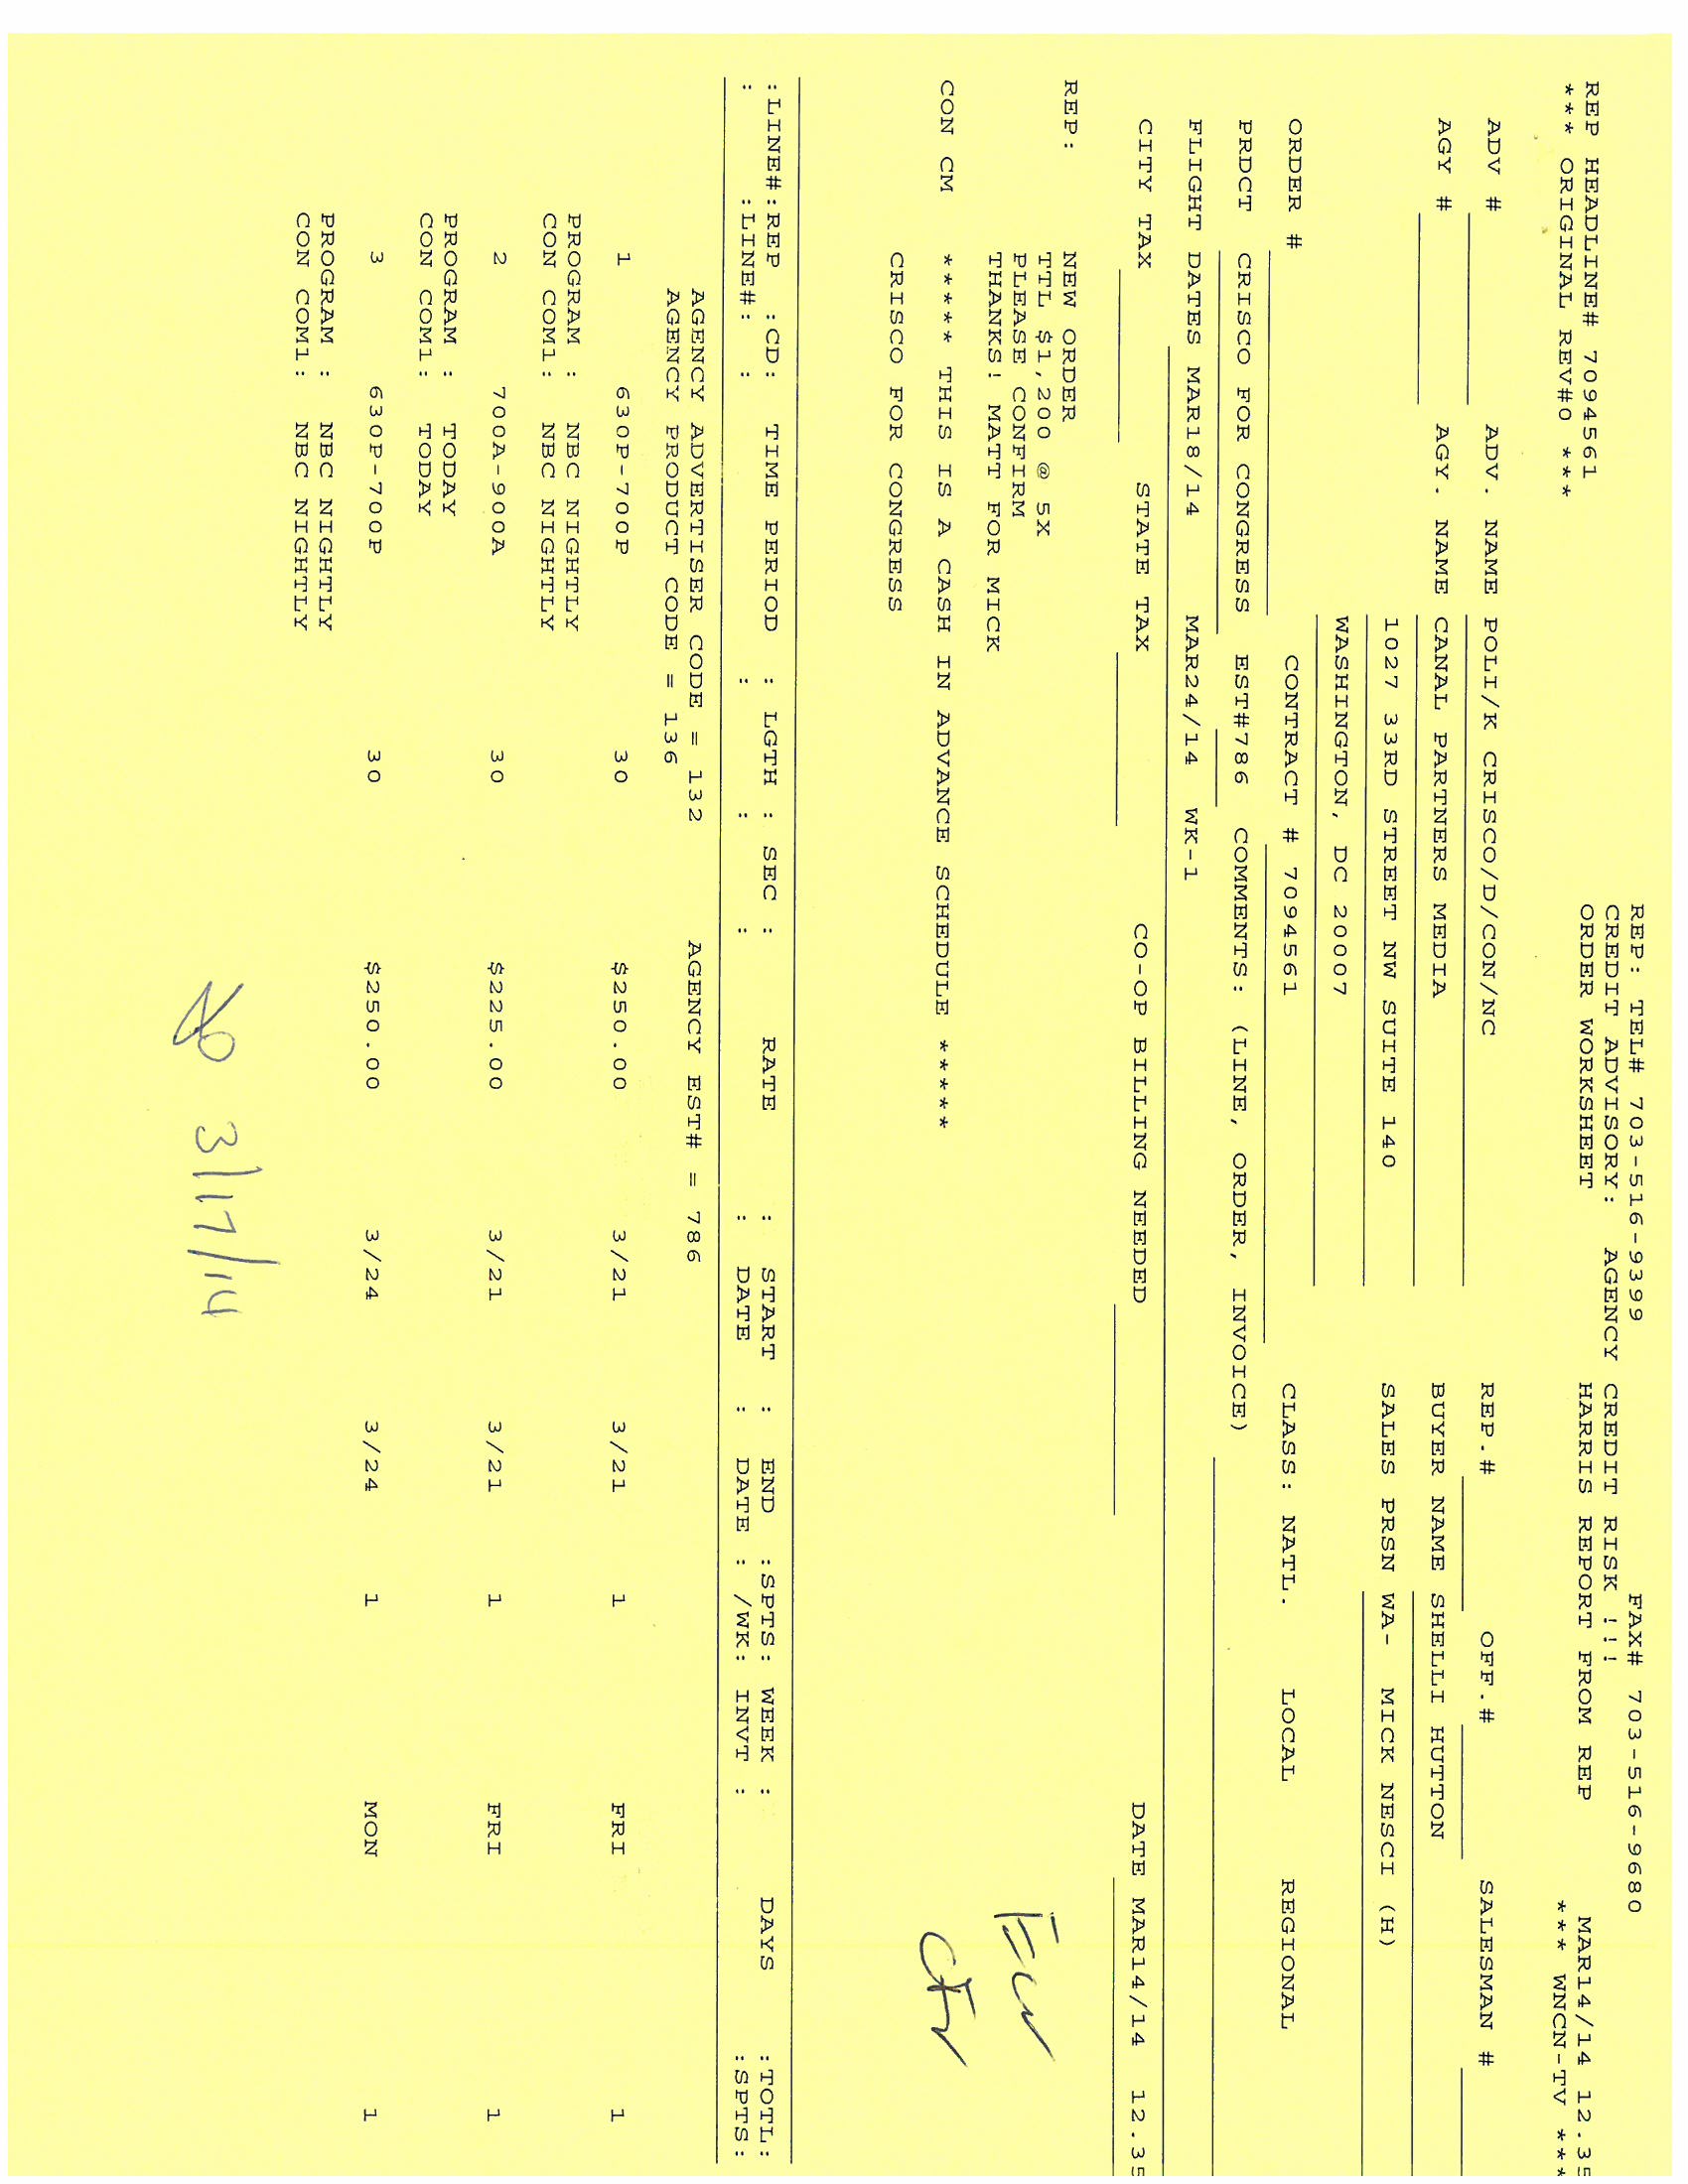 REP: TEL# 703-516-9399 FAX# 703-516-9680
CREDIT ADVISORY: AGENCY CREDIT RISK !!! MAR14/14 12.35
REP HEADLINE# 7094561 ORDER WORKSHEET HARRIS REPORT FROM REP
*** ORIGINAL REV#0 *** *** WNCN-TV ***
ADV # ADV. NAME POLI/K CRISCO/D/CON/NC REP.# OFF.# SALESMAN #
AGY # AGY. NAME CANAL PARTNERS MEDIA BUYER NAME SHELLI HUTTON
1027 33RD STREET NW SUITE 140 SALES PRSN WA- MICK NESCI (H)
WASHINGTON, DC 20007
ORDER # CONTRACT # 7094561 CLASS: NATL. LOCAL REGIONAL
PRDCT CRISCO FOR CONGRESS EST#786 COMMENTS: (LINE, ORDER, INVOICE)
FLIGHT DATES MAR18/14 MAR24/14 WK-1
CITY TAX STATE TAX CO-OP BILLING NEEDED DATE MAR14/14 12.35
REP: NEW ORDER
TTL $1,200 @ 5X
PLEASE CONFIRM
THANKS! MATT FOR MICK
CON CM ***** THIS IS A CASH IN ADVANCE SCHEDULE *****
CRISCO FOR CONGRESS
:LINE#:REP :CD: TIME PERIOD : LGTH : SEC : RATE : START : END :SPTS: WEEK : DAYS :TOTL:
: :LINE#: : : : : : DATE : DATE : /WK: INVT : :SPTS:
AGENCY ADVERTISER CODE = 132 AGENCY EST# = 786
AGENCY PRODUCT CODE = 136
1 630P-700P 30 $250.00 3/21 3/21 1 FRI 1
PROGRAM : NBC NIGHTLY
CON COM1: NBC NIGHTLY
2 700A-900A 30 $225.00 3/21 3/21 1 FRI 1
PROGRAM : TODAY
CON COM1: TODAY
3 630P-700P 30 $250.00 3/24 3/24 1 MON 1
PROGRAM : NBC NIGHTLY
CON COM1: NBC NIGHTLY
3/17/14